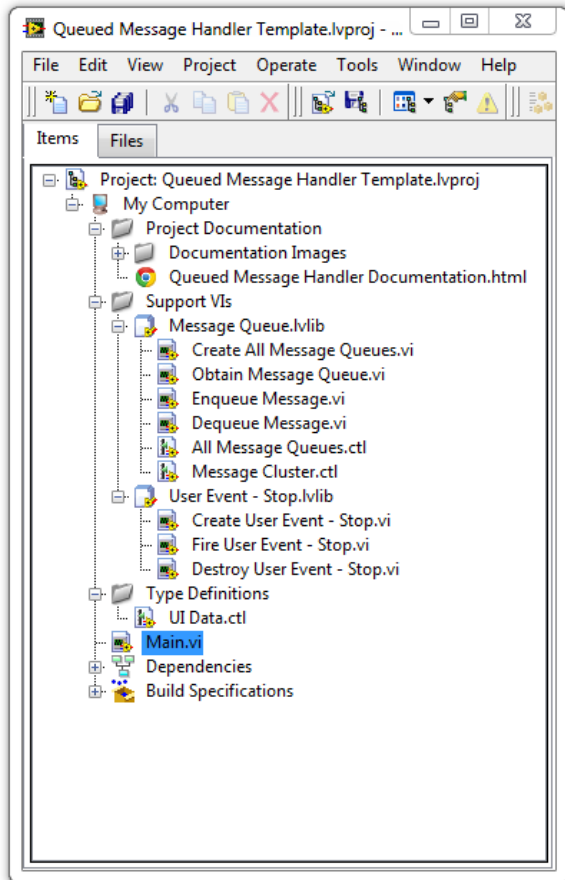 Queued Message Handler Template.lvproj - ...
File Edit View Project Operate Tools Window Help
Items Files
Project: Queued Message Handler Template.lvproj
My Computer
Project Documentation
Documentation Images
Queued Message Handler Documentation.html
Support VIs
Message Queue.lvlib
Create All Message Queues.vi
Obtain Message Queue.vi
Enqueue Message.vi
Dequeue Message.vi
All Message Queues.ctl
Message Cluster.ctl
User Event - Stop.lvlib
Create User Event - Stop.vi
Fire User Event - Stop.vi
Destroy User Event - Stop.vi
Type Definitions
UI Data.ctl
Main.vi
Dependencies
Build Specifications